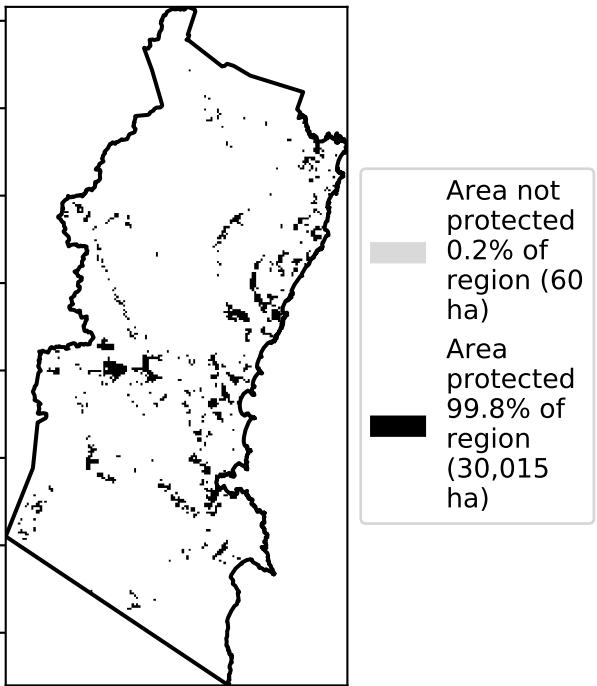 Area not
protected
0.2% of
region (60
ha)
Area
protected
99.8% of
region
(30,015
ha)